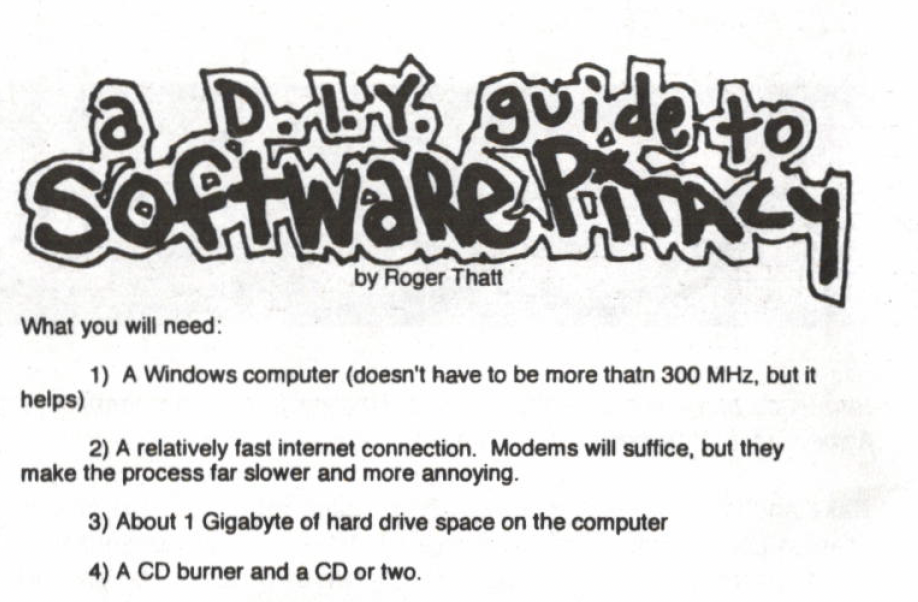 a D.I.Y. guide to
Software Piracy
by Roger Thatt
What you will need:
1) A Windows computer (doesn't have to be more thatn 300 MHz, but it
helps)
2) A relatively fast internet connection. Modems will suffice, but they
make the process far slower and more annoying.
3) About 1 Gigabyte of hard drive space on the computer
4) A CD burner and a CD or two.